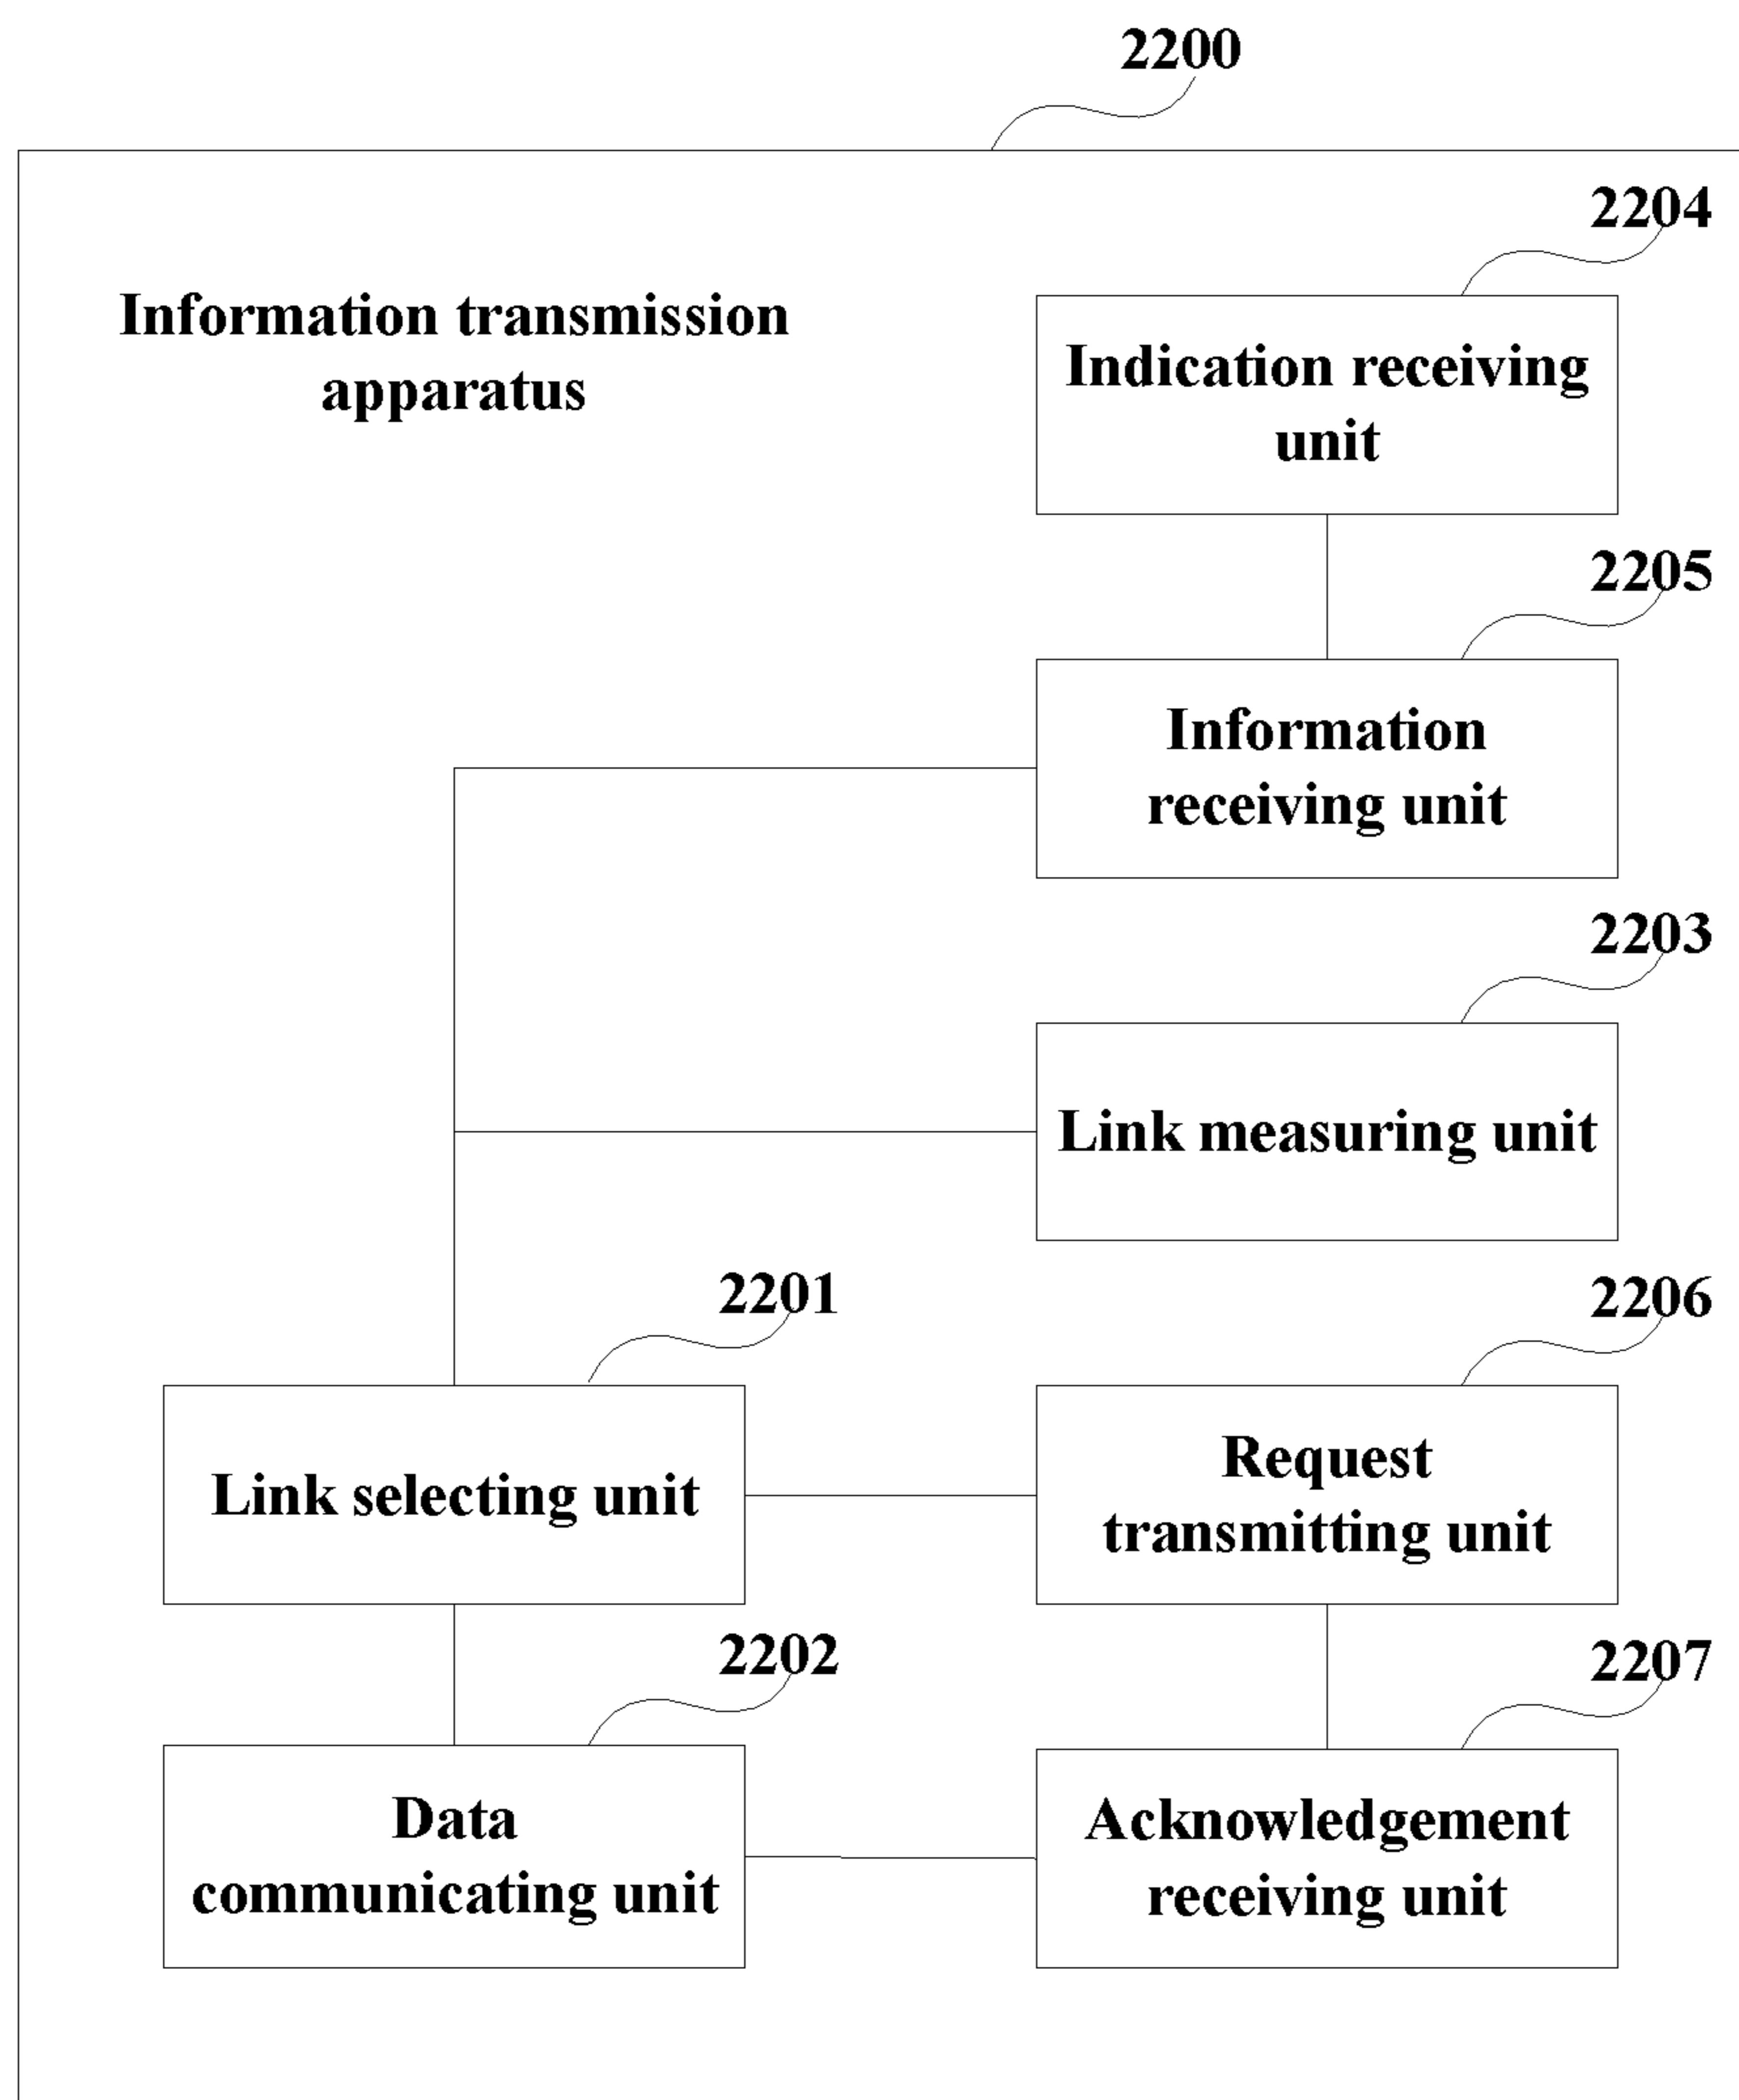 2200
2204
Information transmission
apparatus
Indication receiving
unit
2205
Information
receiving unit
2203
Link measuring unit
2201
2206
Link selecting unit
Request
transmitting unit
2202
2207
Data
communicating unit
Acknowledgement
receiving unit